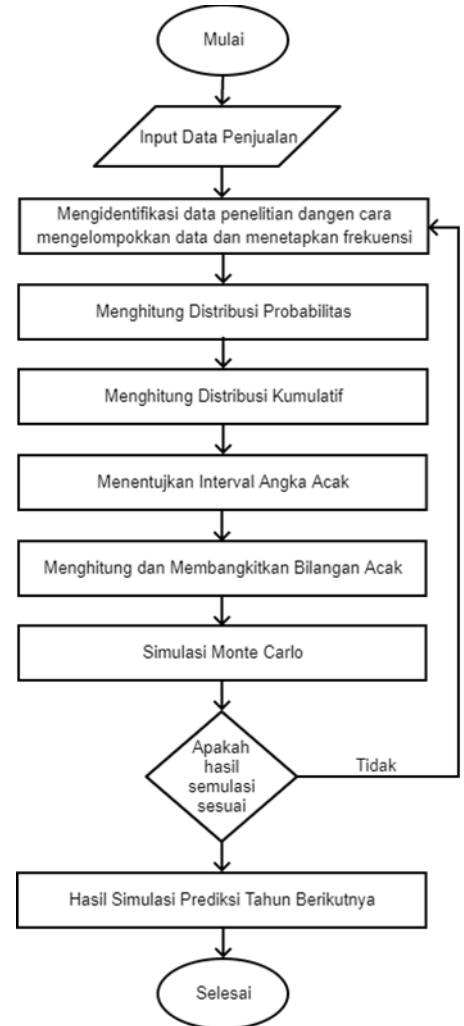 Mulai
Input Data Penjualan
Mengidentifikasi data penelitian dangen cara
mengelompokkan data dan menetapkan frekuensi
Menghitung Distribusi Probabilitas
Menghitung Distribusi Kumulatif
Menentujkan Interval Angka Acak
Menghitung dan Membangkitkan Bilangan Acak
Simulasi Monte Carlo
Apakah
hasil
semulasi
sesuai
Tidak
Hasil Simulasi Prediksi Tahun Berikutnya
Selesai